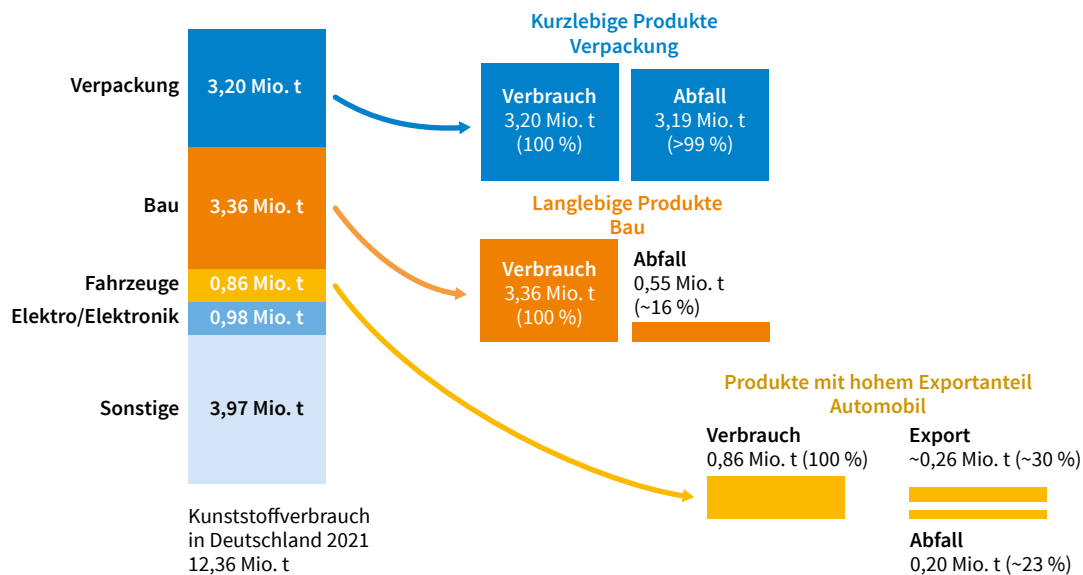 Verpackung
3,20 Mio. t
Bau
3,36 Mio. t
Fahrzeuge
0,86 Mio. t
Elektro/Elektronik
0,98 Mio. t
Sonstige
3,97 Mio. t
Kunststoffverbrauch
in Deutschland 2021
12,36 Mio. t
Kurzlebige Produkte
Verpackung
Verbrauch
3,20 Mio. t
(100 %)
Abfall
3,19 Mio. t
(>99 %)
Langlebige Produkte
Bau
Verbrauch
3,36 Mio. t
(100 %)
Abfall
0,55 Mio. t
(~16 %)
Produkte mit hohem Exportanteil
Automobil
Verbrauch
0,86 Mio. t (100 %)
Export
~0,26 Mio. t (~30 %)
Abfall
0,20 Mio. t (~23 %)